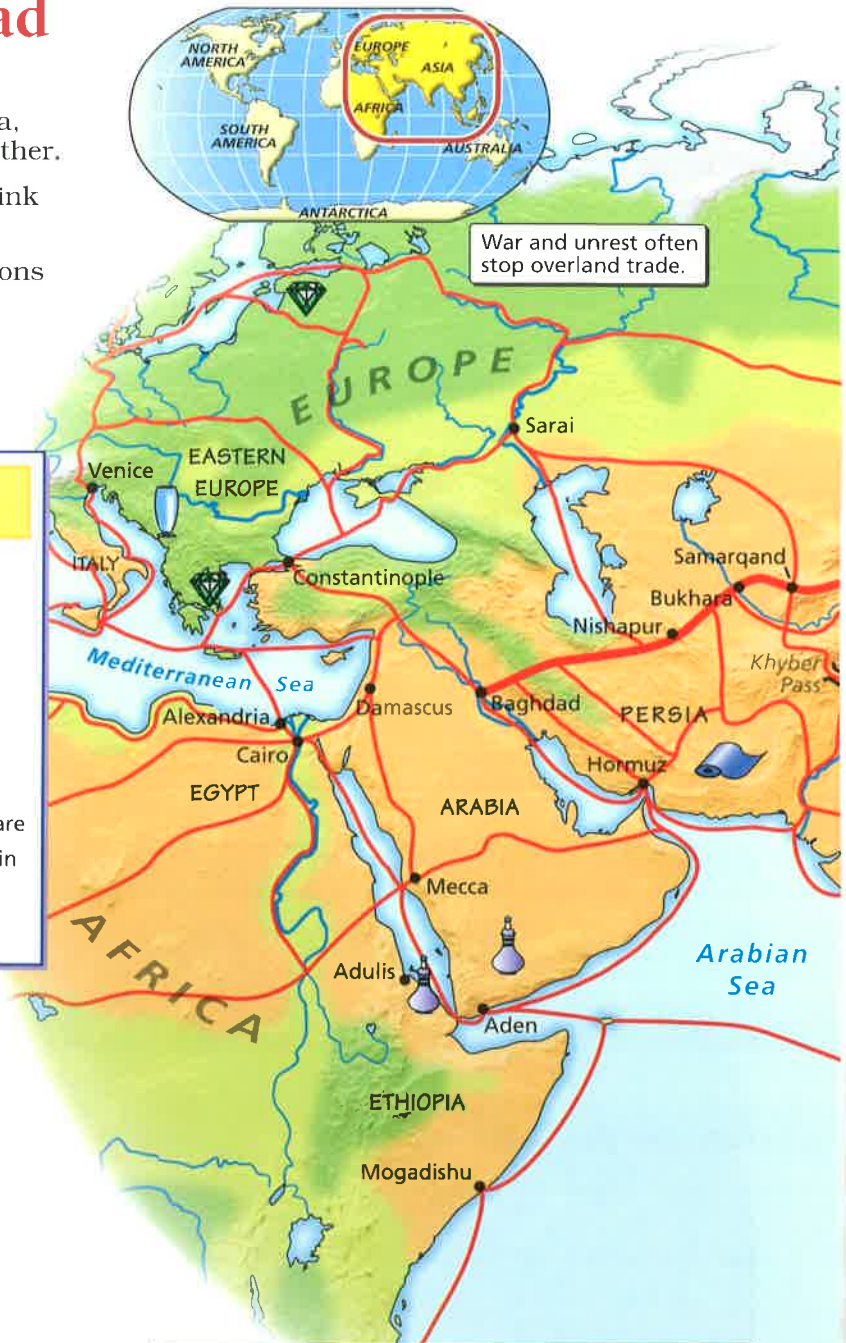 ad
NORTH
AMERICA
EUROPE
ASIA
AFRICA
SOUTH
AMERICA
AUSTRALIA
ANTARCTICA
a,
ther.
ink
ons
War and unrest often
stop overland trade.
EUROPE
Sarai
Venice
EASTERN
EUROPE
ITALY
Constantinople
Samarqand
Bukhara
Nishapur
Khyber
Pass
Mediterranean Sea
Damascus
Baghdad
PERSIA
Alexandria
Cairo
Hormuz
EGYPT
ARABIA
are
in
Mecca
AFRICA
Adulis
Arabian
Sea
Aden
ETHIOPIA
Mogadishu